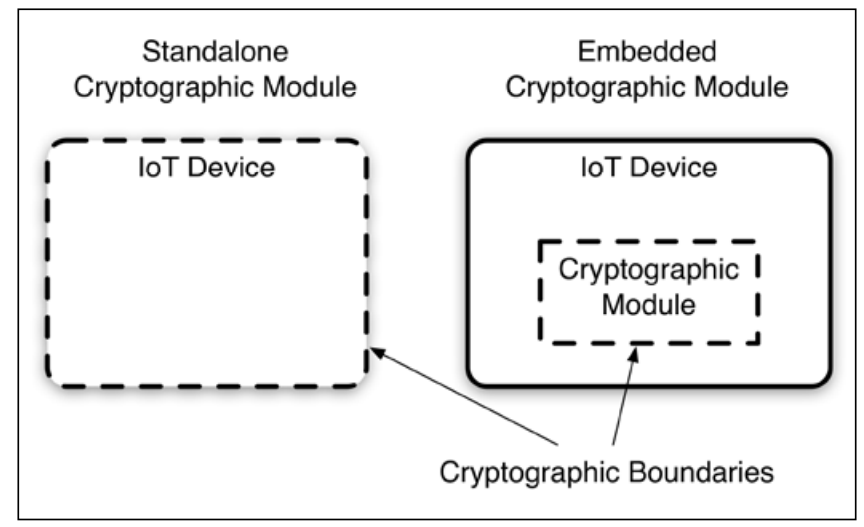 Standalone
Cryptographic Module
Embedded
Cryptographic Module
IoT Device
IoT Device
Cryptographic
Module
Cryptographic Boundaries